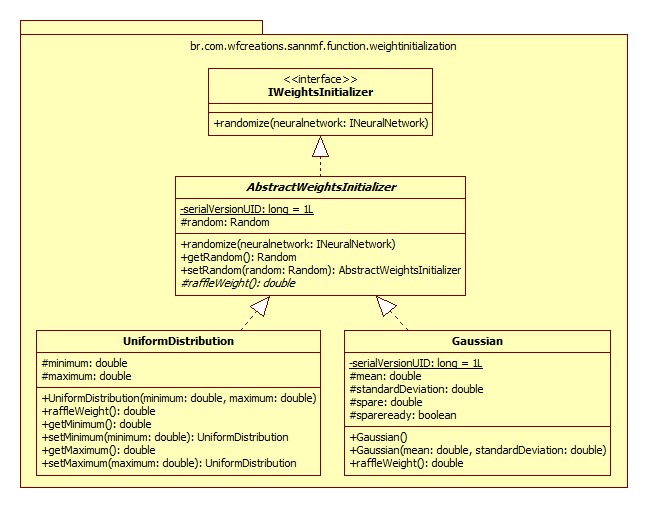 br.com.wfcreations.sannmf.function.weightinitialization
<<interface>>
IWeightsInitializer
+randomize(neuralnetwork: INeuralNetwork)
AbstractWeightsInitializer
-serialVersionUID: long = 1L
#random: Random
+randomize(neuralnetwork: INeuralNetwork)
+getRandom(): Random
+setRandom(random: Random): AbstractWeightsInitializer
#raffleWeight(): double
UniformDistribution
#minimum: double
#maximum: double
+UniformDistribution(minimum: double, maximum: double)
+raffleWeight(): double
+getMinimum(): double
+setMinimum(minimum: double): UniformDistribution
+getMaximum(): double
+setMaximum(maximum: double): UniformDistribution
Gaussian
-serialVersionUID: long = 1L
#mean: double
#standardDeviation: double
#spare: double
#spareready: boolean
+Gaussian()
+Gaussian(mean: double, standardDeviation: double)
+raffleWeight(): double